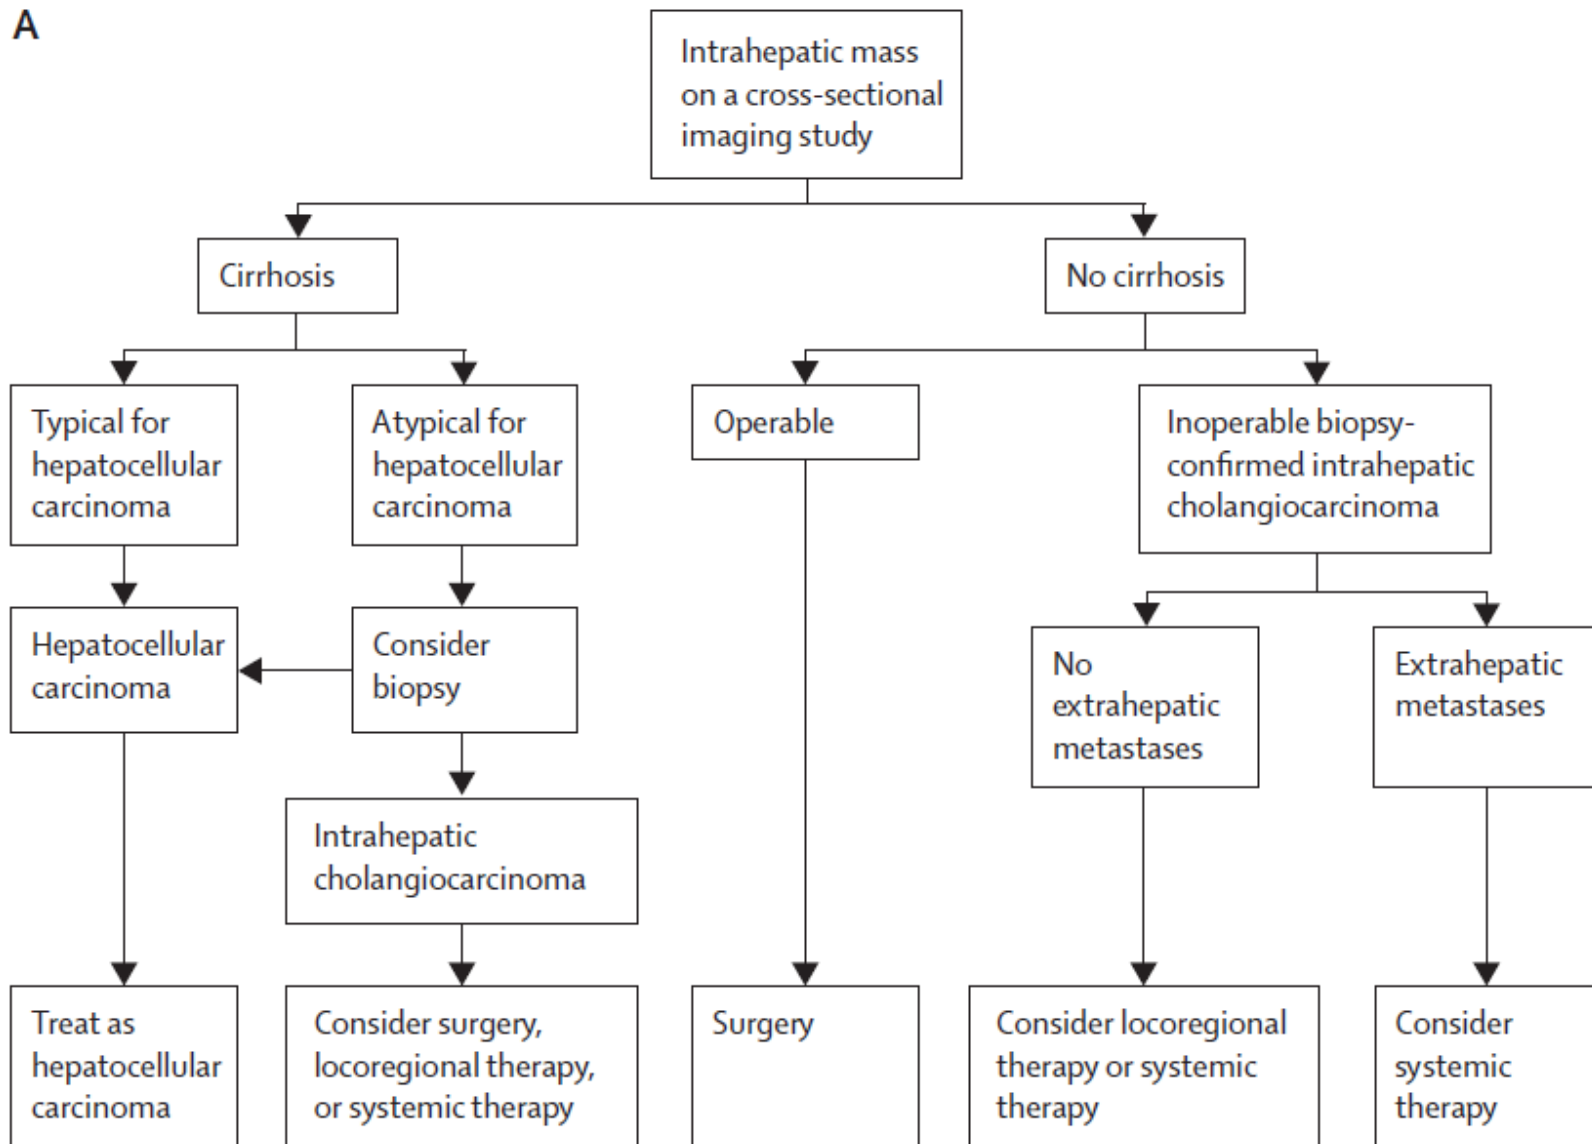 A
Intrahepatic mass
on a cross-sectional
imaging study
Cirrhosis
No cirrhosis
Typical for
hepatocellular
carcinoma
Atypical for
hepatocellular
carcinoma
Operable
Inoperable biopsy-
confirmed intrahepatic
cholangiocarcinoma
Hepatocellular
carcinoma
Consider
biopsy
No
extrahepatic
metastases
Extrahepatic
metastases
Intrahepatic
cholangiocarcinoma
Treat as
hepatocellular
carcinoma
Consider surgery,
locoregional therapy,
or systemic therapy
Surgery
Consider locoregional
therapy or systemic
therapy
Consider
systemic
therapy